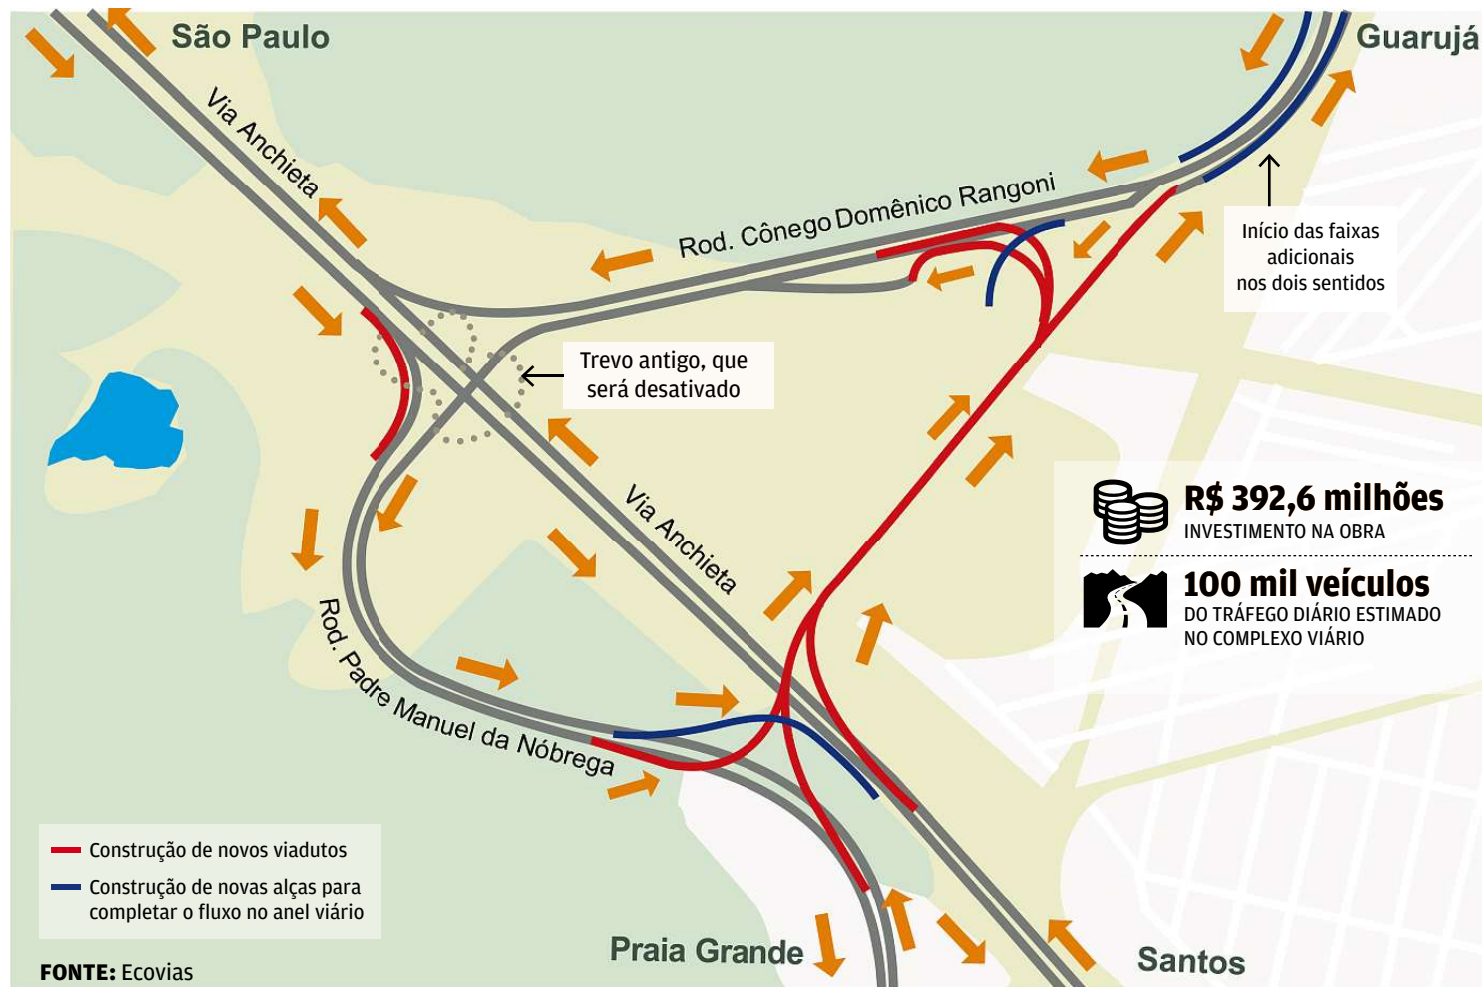 São Paulo
Guarujá
Via Anchieta
Rod. Cônego Domênico Rangoni
Início das faixas
adicionais
nos dois sentidos
Trevo antigo, que
será desativado
Via Anchieta
R$ 392,6 milhões
INVESTIMENTO NA OBRA
100 mil veículos
DO TRÁFEGO DIÁRIO ESTIMADO
NO COMPLEXO VIÁRIO
Rod. Padre Manuel da Nóbrega
Construção de novos viadutos
Construção de novas alças para
completar o fluxo no anel viário
Praia Grande
Santos
FONTE: Ecovias